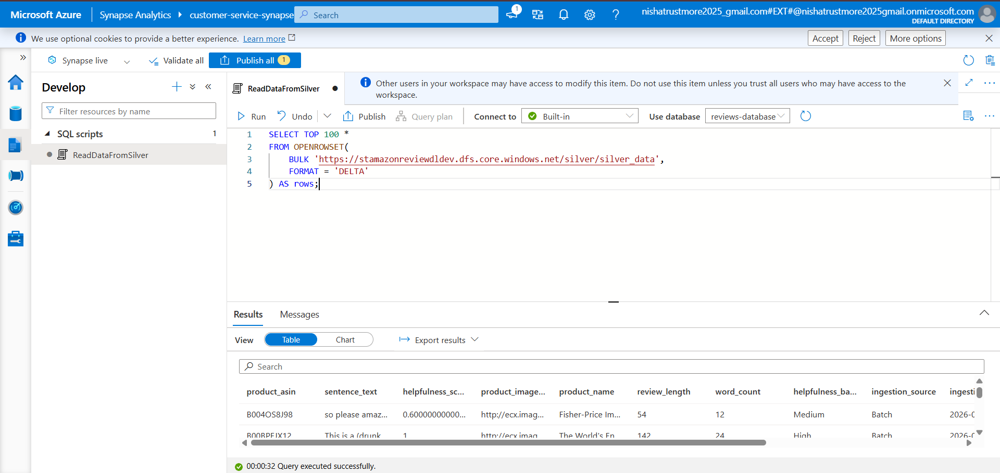 Microsoft Azure
Synapse Analytics
customer-service-synapse
Search
1
nishatrustmore2025_gmail.com#EXT#@nishatrustmore2025gmail.onmicrosoft.com
DEFAULT DIRECTORY
We use optional cookies to provide a better experience. Learn more
Accept
Reject
More options
Synapse live
Validate all
Publish all 1
Develop
Filter resources by name
SQL scripts 1
ReadDataFromSilver
ReadDataFromSilver
Other users in your workspace may have access to modify this item. Do not use this item unless you trust all users who may have access to the
workspace.
Run
Undo
Publish
Query plan
Connect to
Built-in
Use database
reviews-database
1 SELECT TOP 100 *
2 FROM OPENROWSET(
3 BULK 'https://stamazonreviewdldev.dfs.core.windows.net/silver/silver_data',
4 FORMAT = 'DELTA'
5 ) AS rows;
Results
Messages
View
Table
Chart
Export results
Search
product_asin sentence_text helpfulness_sc... product_image... product_name review_length word_count helpfulness_ba... ingestion_source ingesti
B004OS8J98 so please amaz... 0.60000000000... http://ecx.imag... Fisher-Price Im... 54 12 Medium Batch 2026-0
B00BPEJX12 This is a (drunk 1 http://ecx.imag The World's En 142 24 High Batch 2026-0
00:00:32 Query executed successfully.